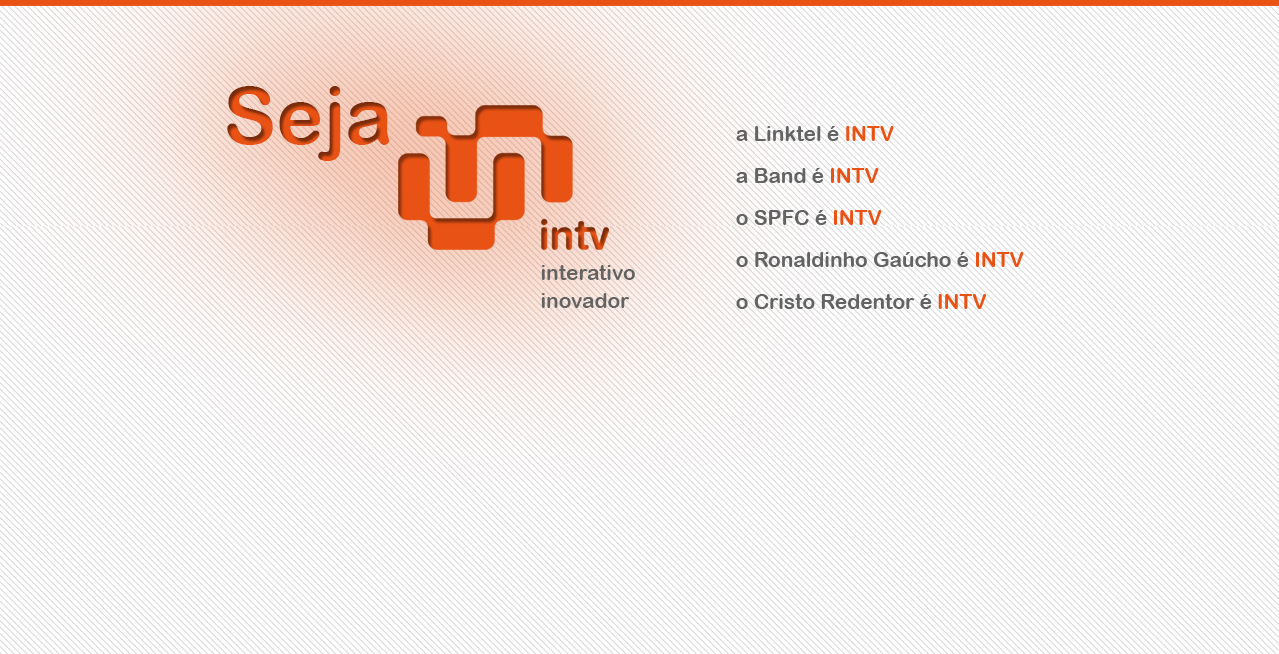 Seja
intv
interativo
inovador
a Linktel é INTV
a Band é INTV
o SPFC é INTV
o Ronaldinho Gaúcho é INTV
o Cristo Redentor é INTV